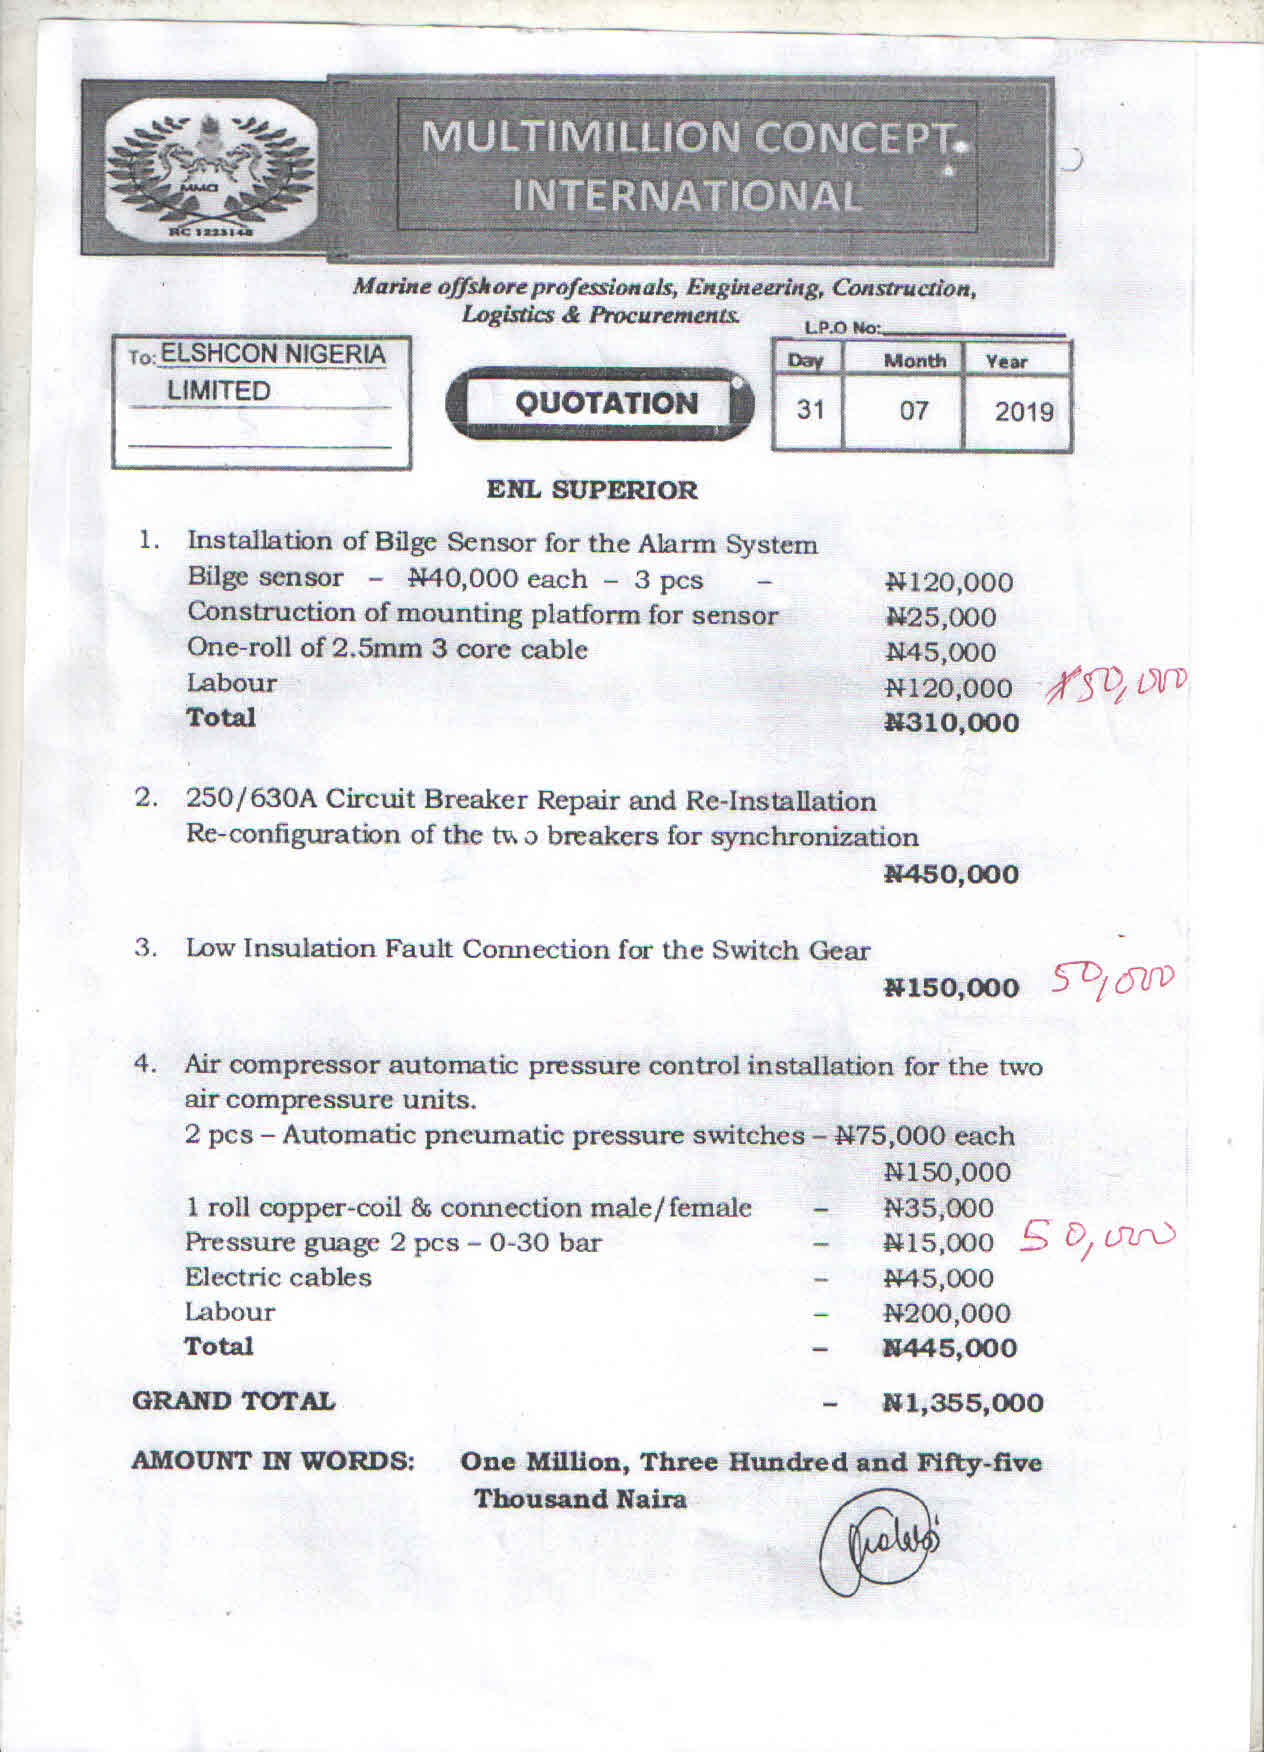 MULTIMILLION CONCEPT
INTERNATIONAL
MMCI
RC 1223148
Marine offshore professionals, Engineering, Construction,
Logistics & Procurements.
L.P.O No:
To: ELSHCON NIGERIA
LIMITED
QUOTATION
Day Month Year
31 07 2019
ENL SUPERIOR
1. Installation of Bilge Sensor for the Alarm System
Bilge sensor - ₦40,000 each - 3 pcs - ₦120,000
Construction of mounting platform for sensor ₦25,000
One-roll of 2.5mm 3 core cable ₦45,000
Labour ₦120,000 ₦50,000
Total ₦310,000
2. 250/630A Circuit Breaker Repair and Re-Installation
Re-configuration of the two breakers for synchronization
₦450,000
3. Low Insulation Fault Connection for the Switch Gear
₦150,000 50,000
4. Air compressor automatic pressure control installation for the two
air compressure units.
2 pcs – Automatic pneumatic pressure switches – ₦75,000 each
₦150,000
1 roll copper-coil & connection male/female - ₦35,000
Pressure guage 2 pcs – 0-30 bar - ₦15,000 50,000
Electric cables - ₦45,000
Labour - ₦200,000
Total - ₦445,000
GRAND TOTAL - ₦1,355,000
AMOUNT IN WORDS: One Million, Three Hundred and Fifty-five
Thousand Naira